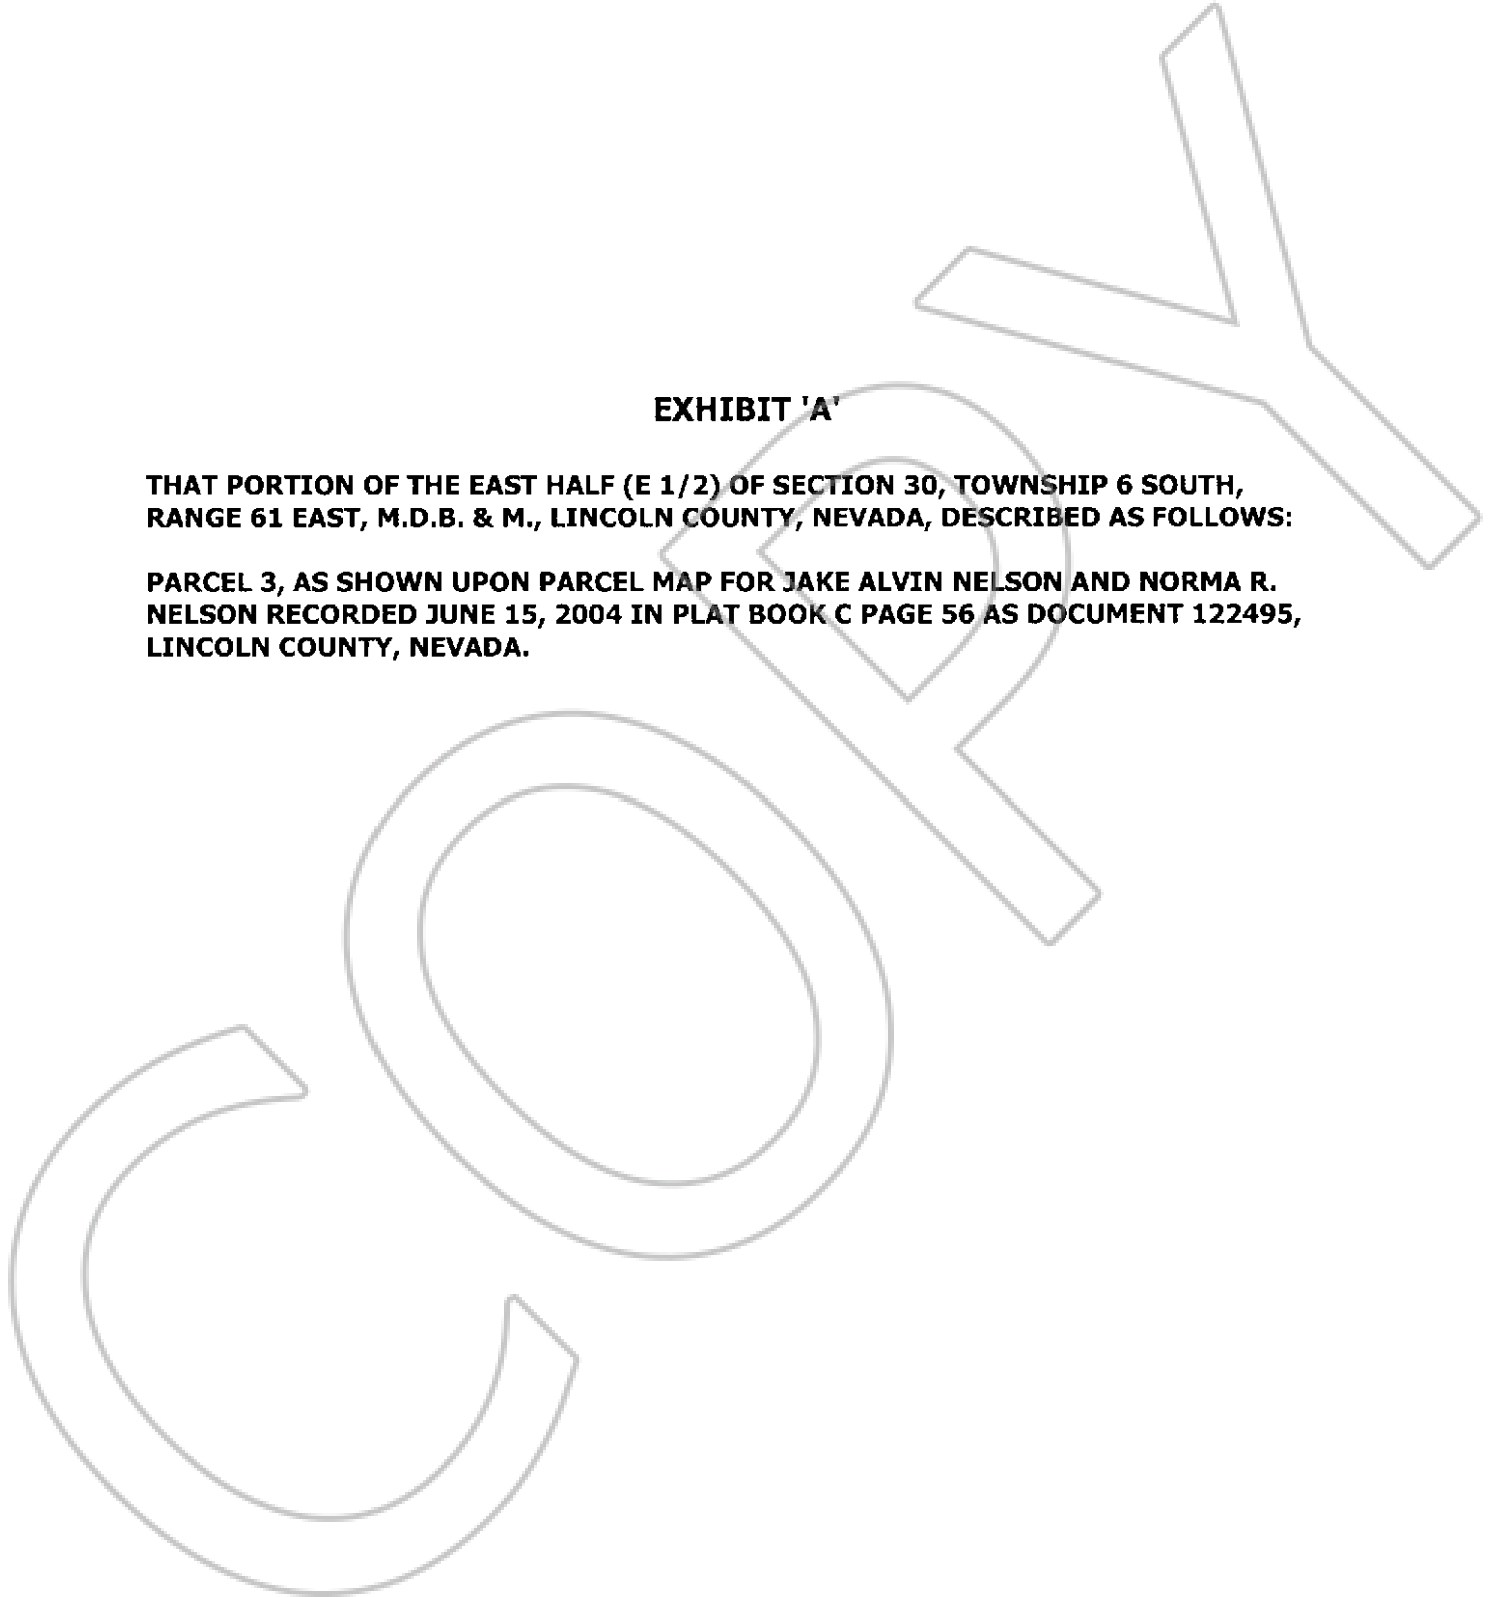 EXHIBIT 'A'
THAT PORTION OF THE EAST HALF (E 1/2) OF SECTION 30, TOWNSHIP 6 SOUTH,
RANGE 61 EAST, M.D.B. & M., LINCOLN COUNTY, NEVADA, DESCRIBED AS FOLLOWS:
PARCEL 3, AS SHOWN UPON PARCEL MAP FOR JAKE ALVIN NELSON AND NORMA R.
NELSON RECORDED JUNE 15, 2004 IN PLAT BOOK C PAGE 56 AS DOCUMENT 122495,
LINCOLN COUNTY, NEVADA.
COPY